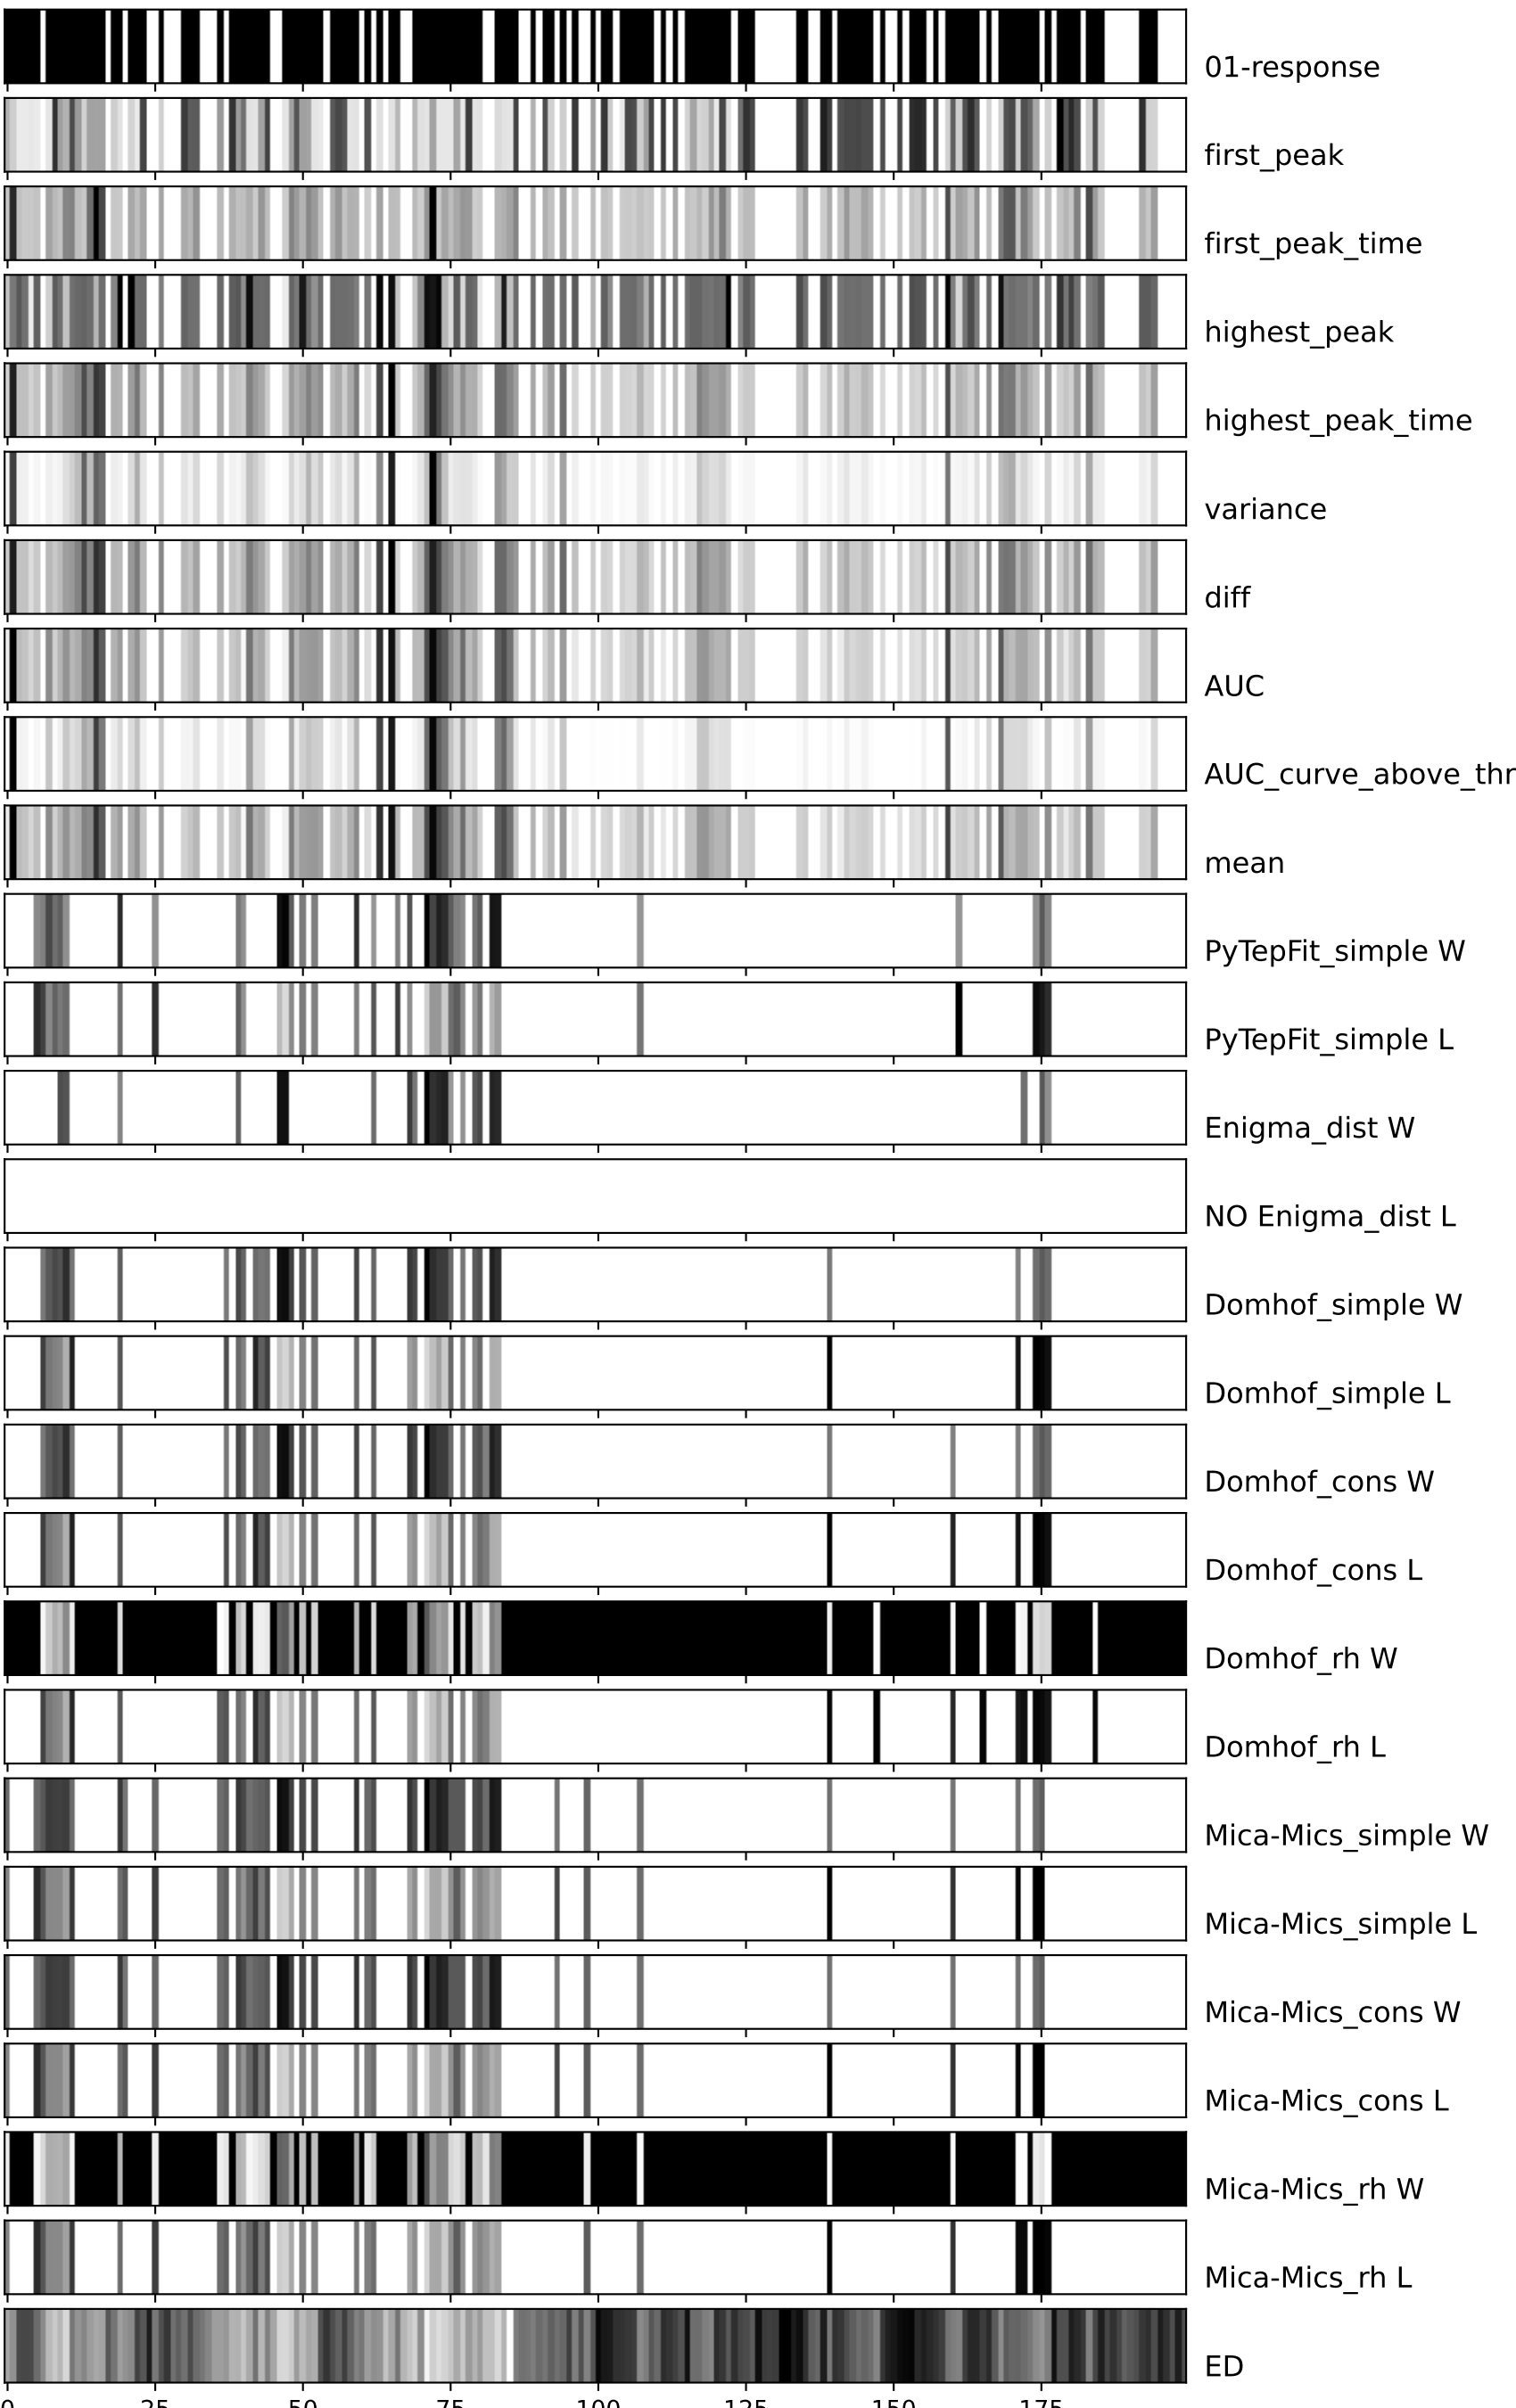 01-response
first_peak
first_peak_time
highest_peak
highest_peak_time
variance
diff
AUC
AUC_curve_above_thr
mean
PyTepFit_simple W
PyTepFit_simple L
Enigma_dist W
NO Enigma_dist L
Domhof_simple W
Domhof_simple L
Domhof_cons W
Domhof_cons L
Domhof_rh W
Domhof_rh L
Mica-Mics_simple W
Mica-Mics_simple L
Mica-Mics_cons W
Mica-Mics_cons L
Mica-Mics_rh W
Mica-Mics_rh L
ED
0 25 50 75 100 125 150 175